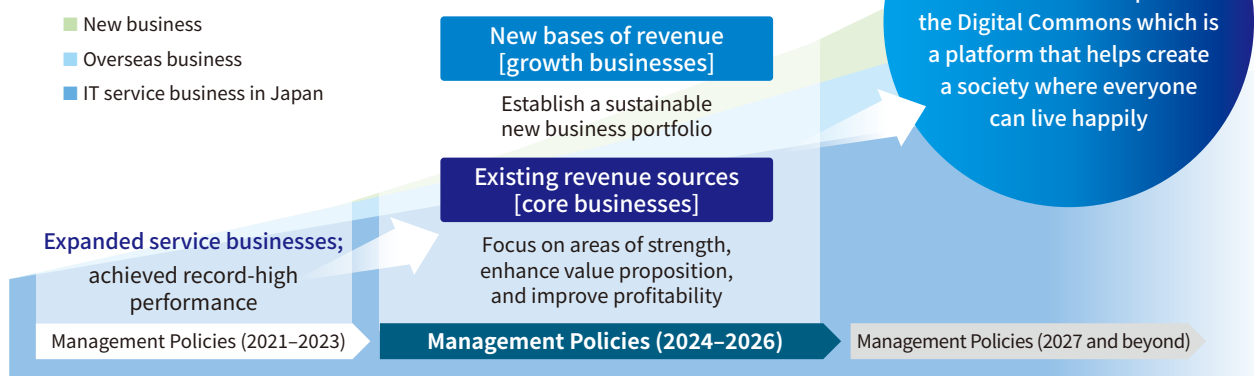 New business
Overseas business
IT service business in Japan
New bases of revenue
[growth businesses]
Establish a sustainable
new business portfolio
Existing revenue sources
[core businesses]
Focus on areas of strength,
enhance value proposition,
and improve profitability
Expanded service businesses;
achieved record-high
performance
the Digital Commons which is
a platform that helps create
a society where everyone
can live happily
Management Policies (2021–2023)
Management Policies (2024–2026)
Management Policies (2027 and beyond)